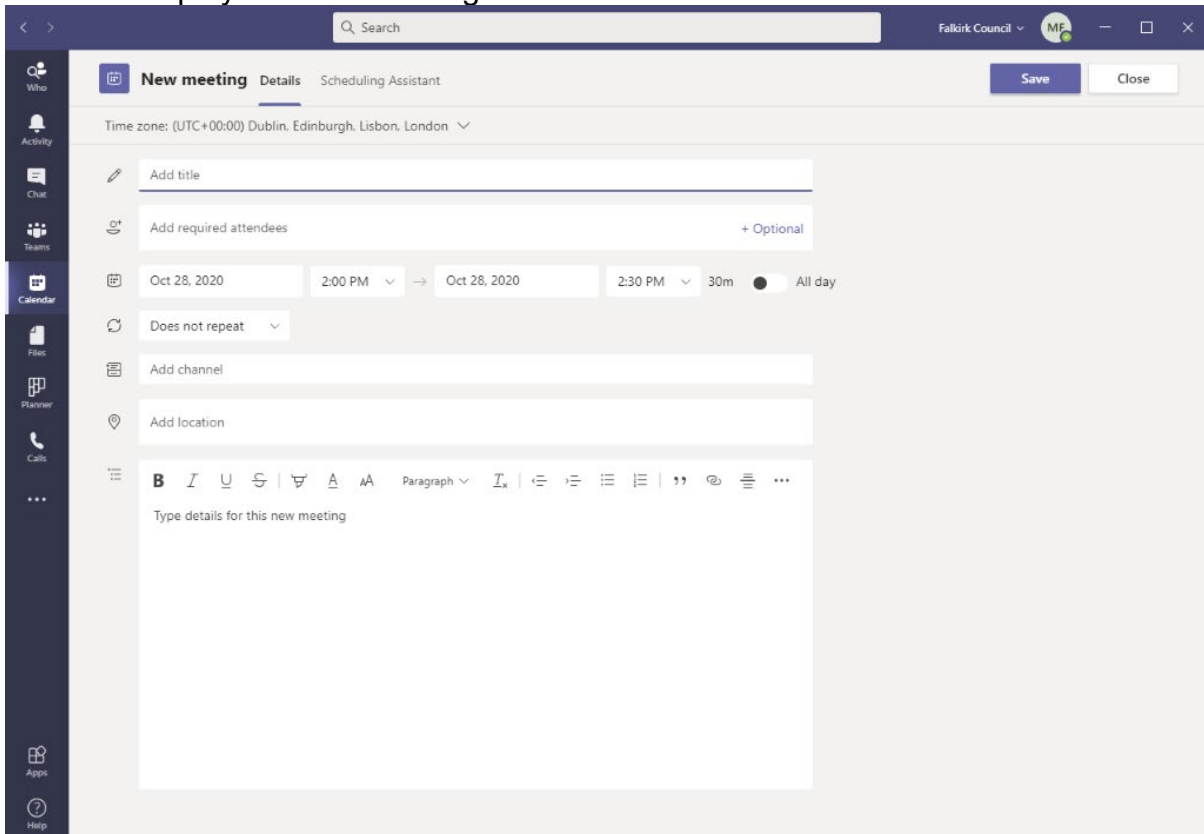 Search
Falkirk Council
MF
Who
New meeting Details Scheduling Assistant
Save
Close
Activity
Time zone: (UTC+00:00) Dublin, Edinburgh, Lisbon, London
Chat
Add title
Teams
Add required attendees
+ Optional
Calendar
Oct 28, 2020 2:00 PM → Oct 28, 2020 2:30 PM 30m All day
Does not repeat
Files
Add channel
Planner
Add location
Calls
B I U S A AA Paragraph Tx
Type details for this new meeting
Apps
Help